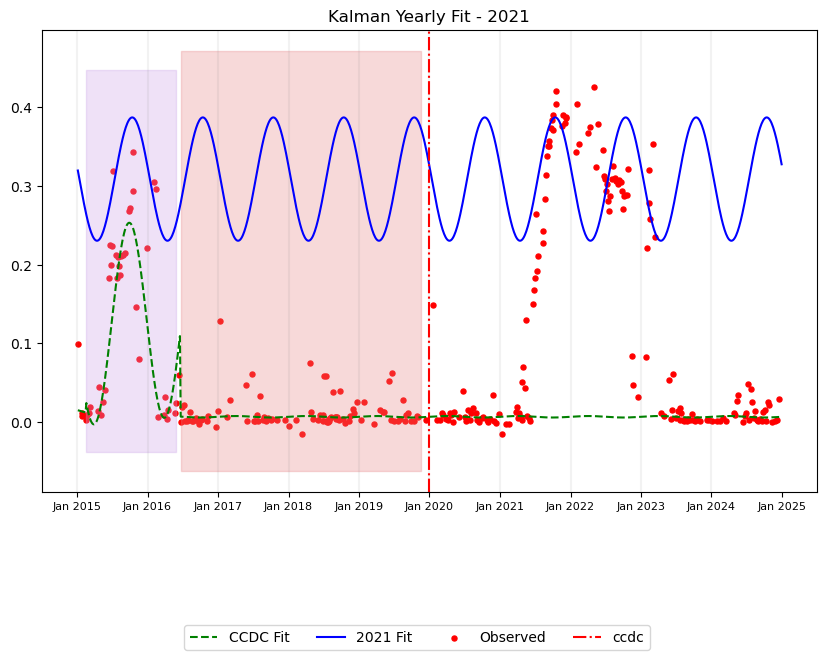 Kalman Yearly Fit - 2021
0.4
0.3
0.2
0.1
0.0
Jan 2015 Jan 2016 Jan 2017 Jan 2018 Jan 2019 Jan 2020 Jan 2021 Jan 2022 Jan 2023 Jan 2024 Jan 2025
CCDC Fit 2021 Fit Observed ccdc